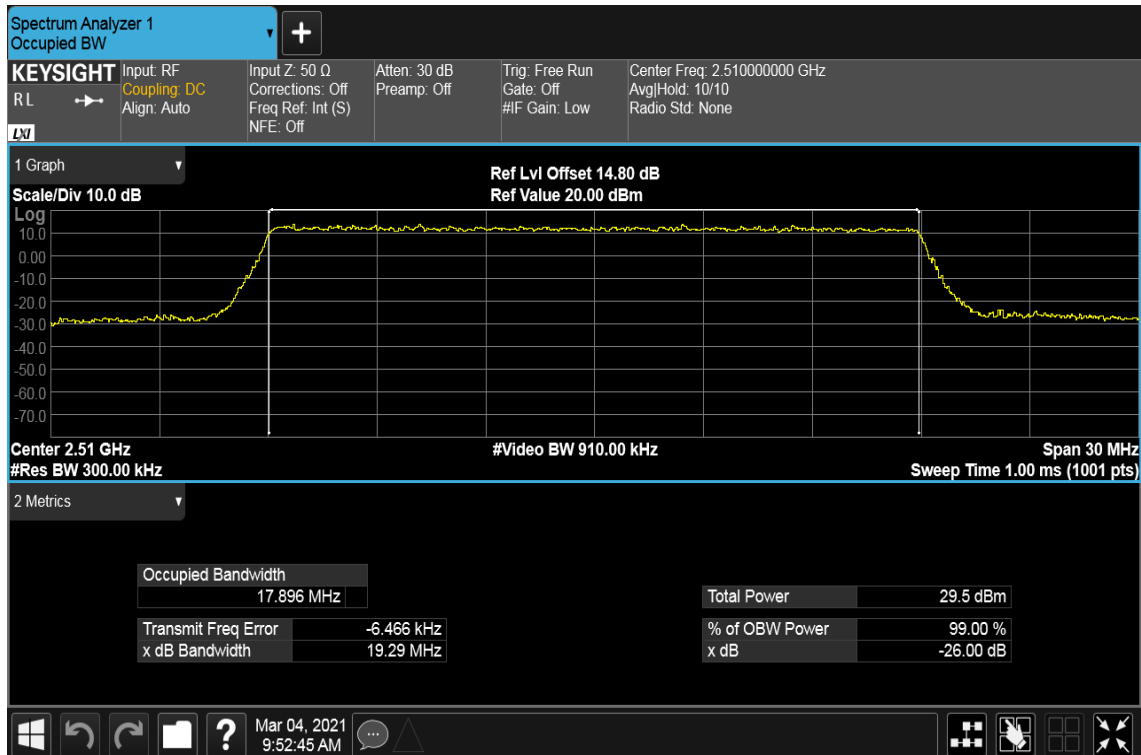 Spectrum Analyzer 1
Occupied BW
+
KEYSIGHT
R L
LXI
Input: RF
Coupling: DC
Align: Auto
Input Z: 50 Ω
Corrections: Off
Freq Ref: Int (S)
NFE: Off
Atten: 30 dB
Preamp: Off
Trig: Free Run
Gate: Off
#IF Gain: Low
Center Freq: 2.510000000 GHz
Avg|Hold: 10/10
Radio Std: None
1 Graph
Scale/Div 10.0 dB
Ref Lvl Offset 14.80 dB
Ref Value 20.00 dBm
Log
10.0
0.00
-10.0
-20.0
-30.0
-40.0
-50.0
-60.0
-70.0
Center 2.51 GHz
#Video BW 910.00 kHz
Span 30 MHz
#Res BW 300.00 kHz
Sweep Time 1.00 ms (1001 pts)
2 Metrics
Occupied Bandwidth
17.896 MHz
Total Power 29.5 dBm
Transmit Freq Error -6.466 kHz
% of OBW Power 99.00 %
x dB Bandwidth 19.29 MHz
x dB -26.00 dB
?
Mar 04, 2021
9:52:45 AM